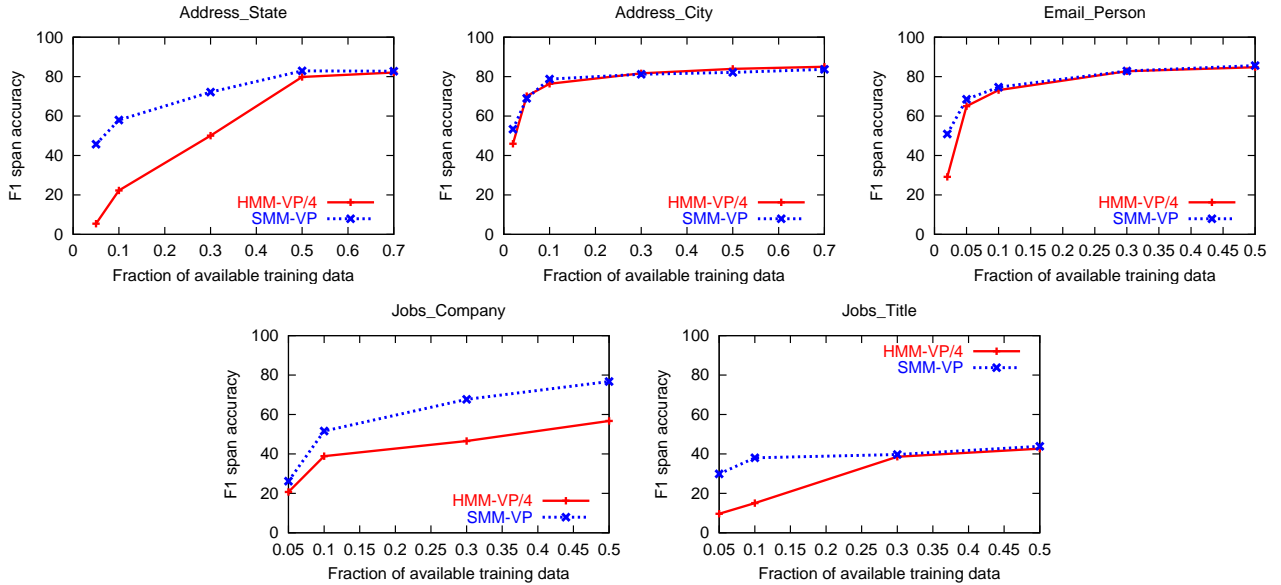 Address_State
F1 span accuracy
100
80
60
40
20
0
HMM-VP/4
SMM-VP
0 0.1 0.2 0.3 0.4 0.5 0.6 0.7
Fraction of available training data
Address_City
F1 span accuracy
100
80
60
40
20
0
HMM-VP/4
SMM-VP
0 0.1 0.2 0.3 0.4 0.5 0.6 0.7
Fraction of available training data
Email_Person
F1 span accuracy
100
80
60
40
20
0
HMM-VP/4
SMM-VP
0 0.05 0.1 0.15 0.2 0.25 0.3 0.35 0.4 0.45 0.5
Fraction of available training data
Jobs_Company
F1 span accuracy
100
80
60
40
20
0
HMM-VP/4
SMM-VP
0.05 0.1 0.15 0.2 0.25 0.3 0.35 0.4 0.45 0.5
Fraction of available training data
Jobs_Title
F1 span accuracy
100
80
60
40
20
0
HMM-VP/4
SMM-VP
0.05 0.1 0.15 0.2 0.25 0.3 0.35 0.4 0.45 0.5
Fraction of available training data